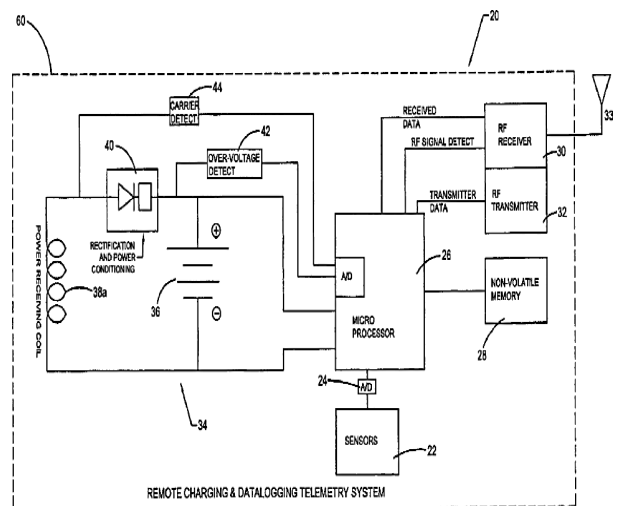 60
20
44
CARRIER
DETECT
42
40
OVER-VOLTAGE
DETECT
RECEIVED
DATA
RF SIGNAL DETECT
TRANSMITTER
DATA
RF
RECEIVER
30
33
RF
TRANSMITTER
32
RECTIFICATION
AND POWER
CONDITIONING
POWER RECEIVING COIL
38a
36
+
−
A/D
26
MICRO
PROCESSOR
NON-VOLATILE
MEMORY
28
24
A/D
34
SENSORS
22
REMOTE CHARGING & DATALOGGING TELEMETRY SYSTEM